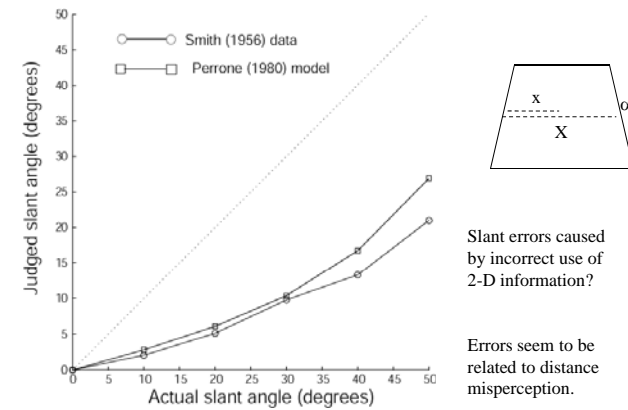 50
45
40
35
30
25
20
15
10
5
0
Judged slant angle (degrees)
Smith (1956) data
Perrone (1980) model
0 5 10 15 20 25 30 35 40 45 50
Actual slant angle (degrees)
x
X
Slant errors caused
by incorrect use of
2-D information?
Errors seem to be
related to distance
misperception.